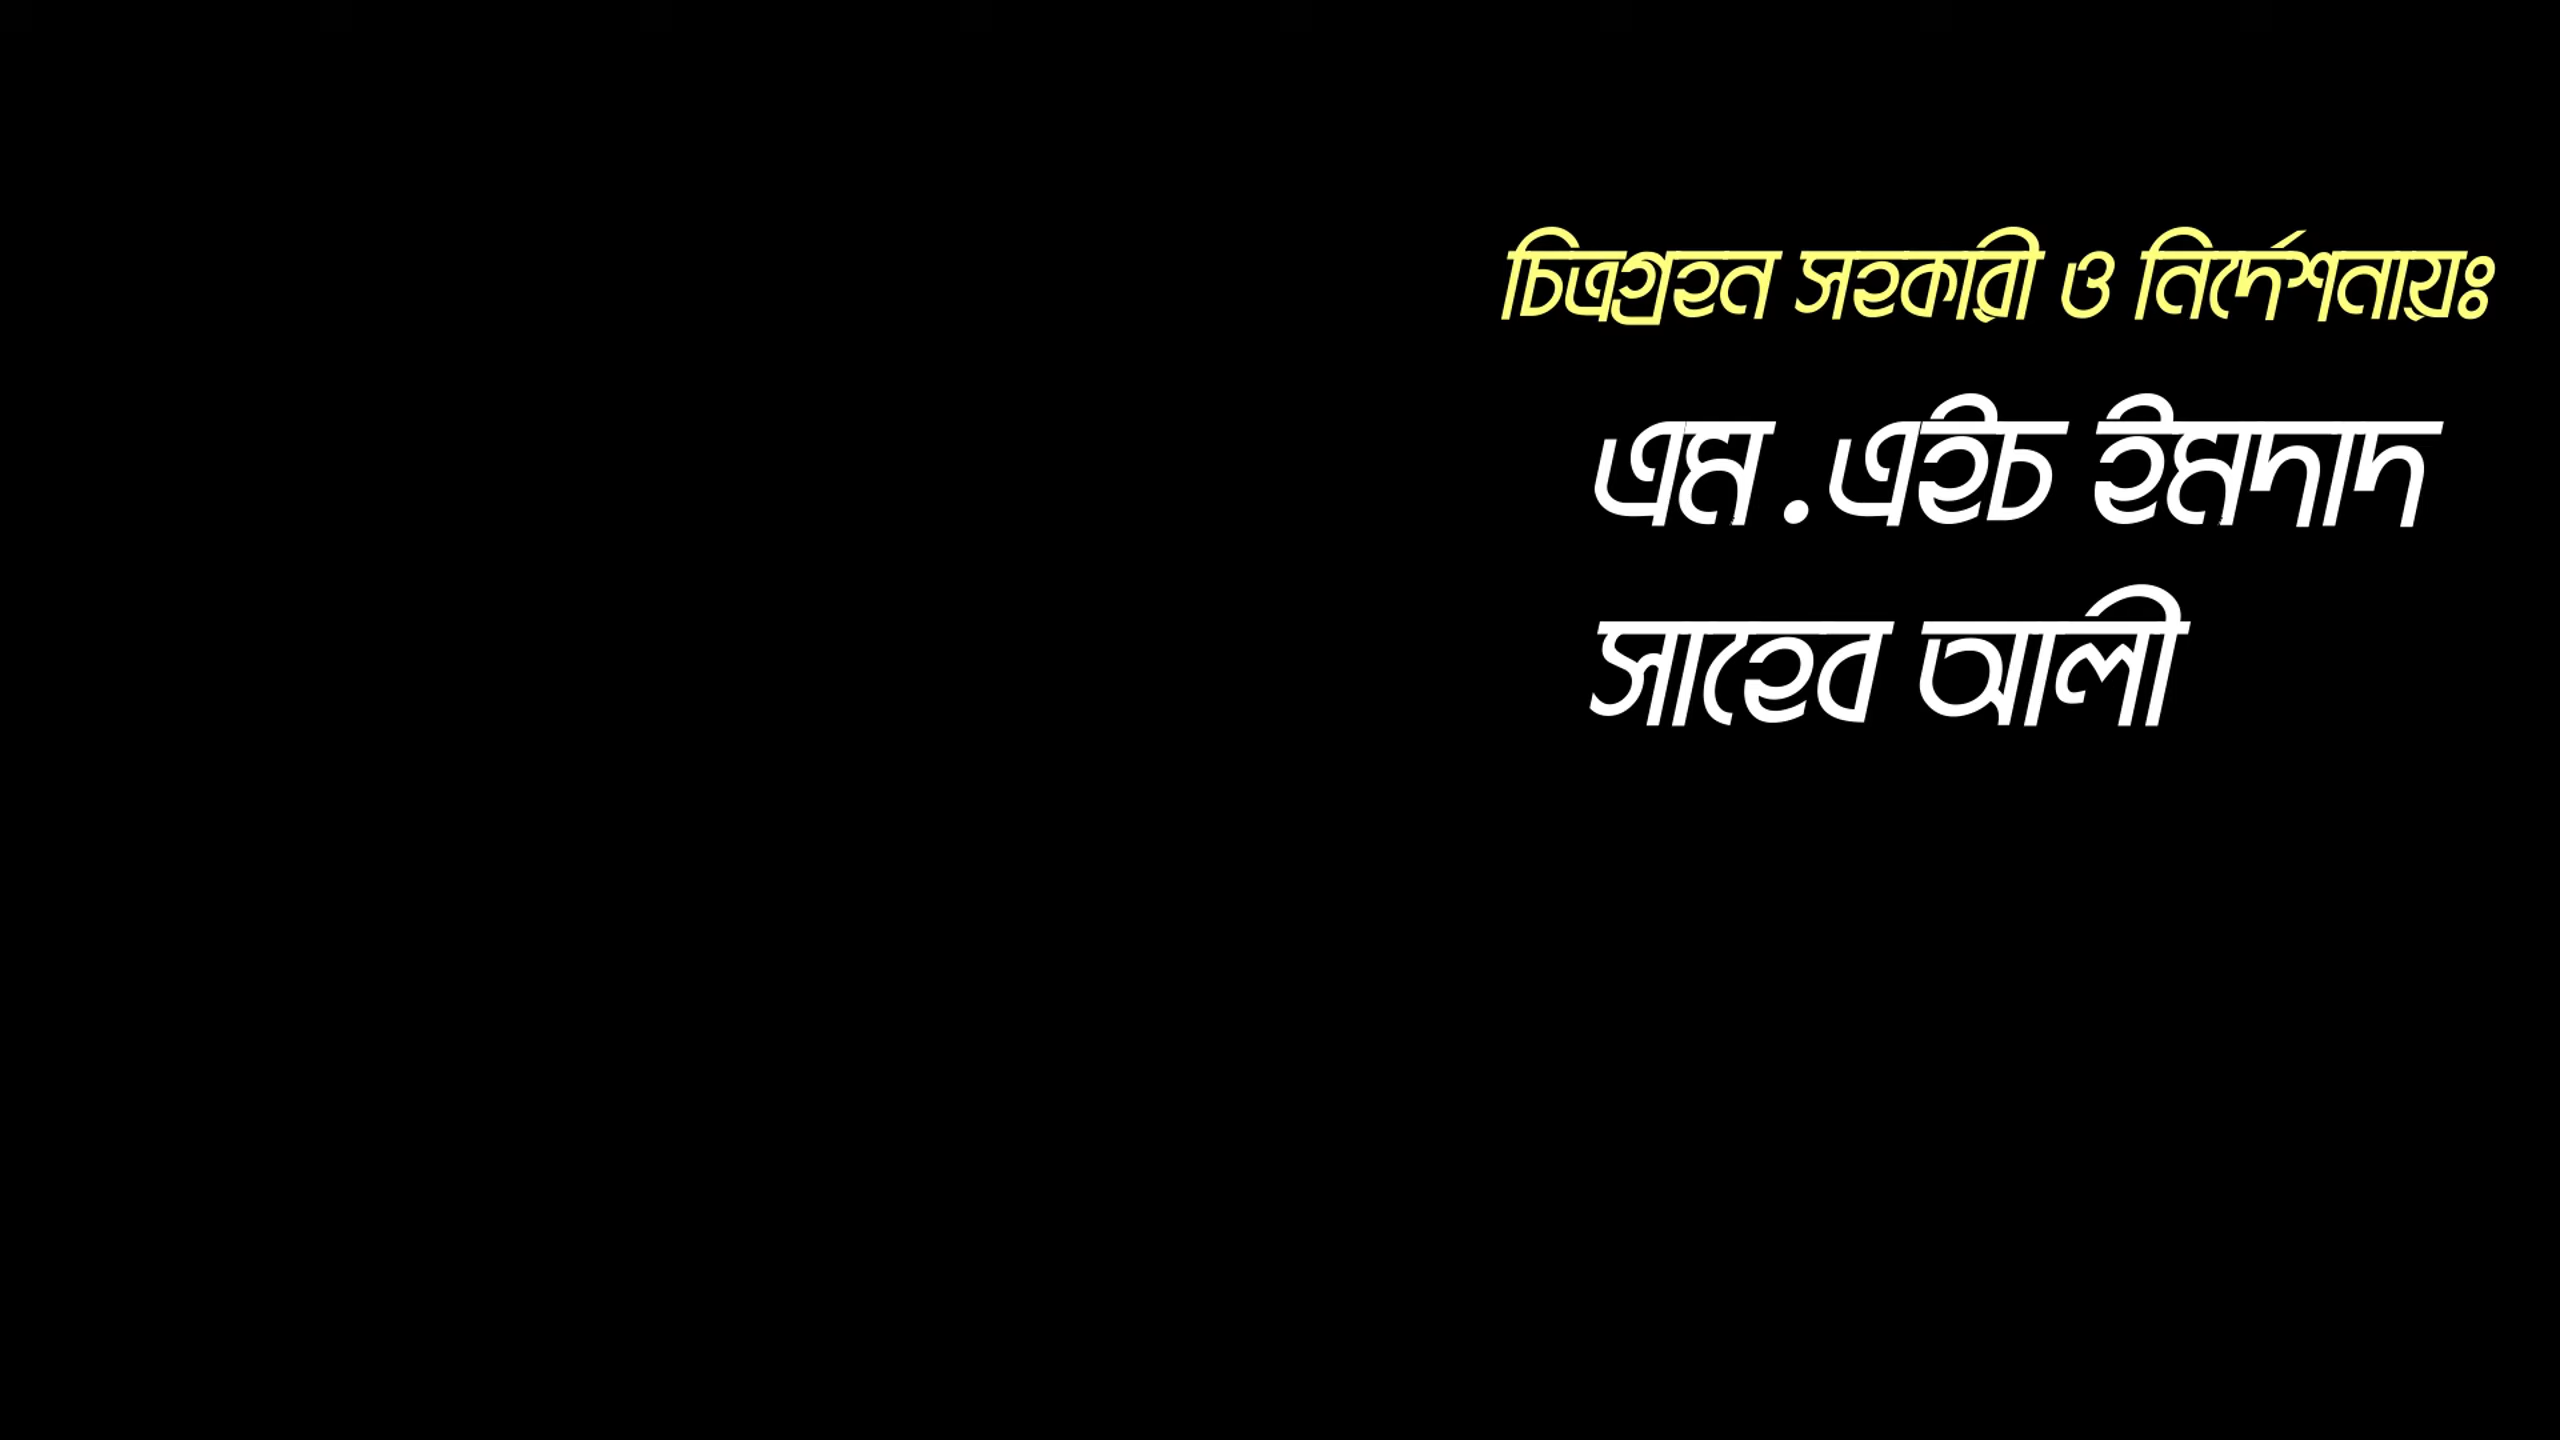 চিত্রগ্রহন সহকারী ও নির্দেশনায়ঃ
এম .এইচ ইমদাদ
সাহেব আলী